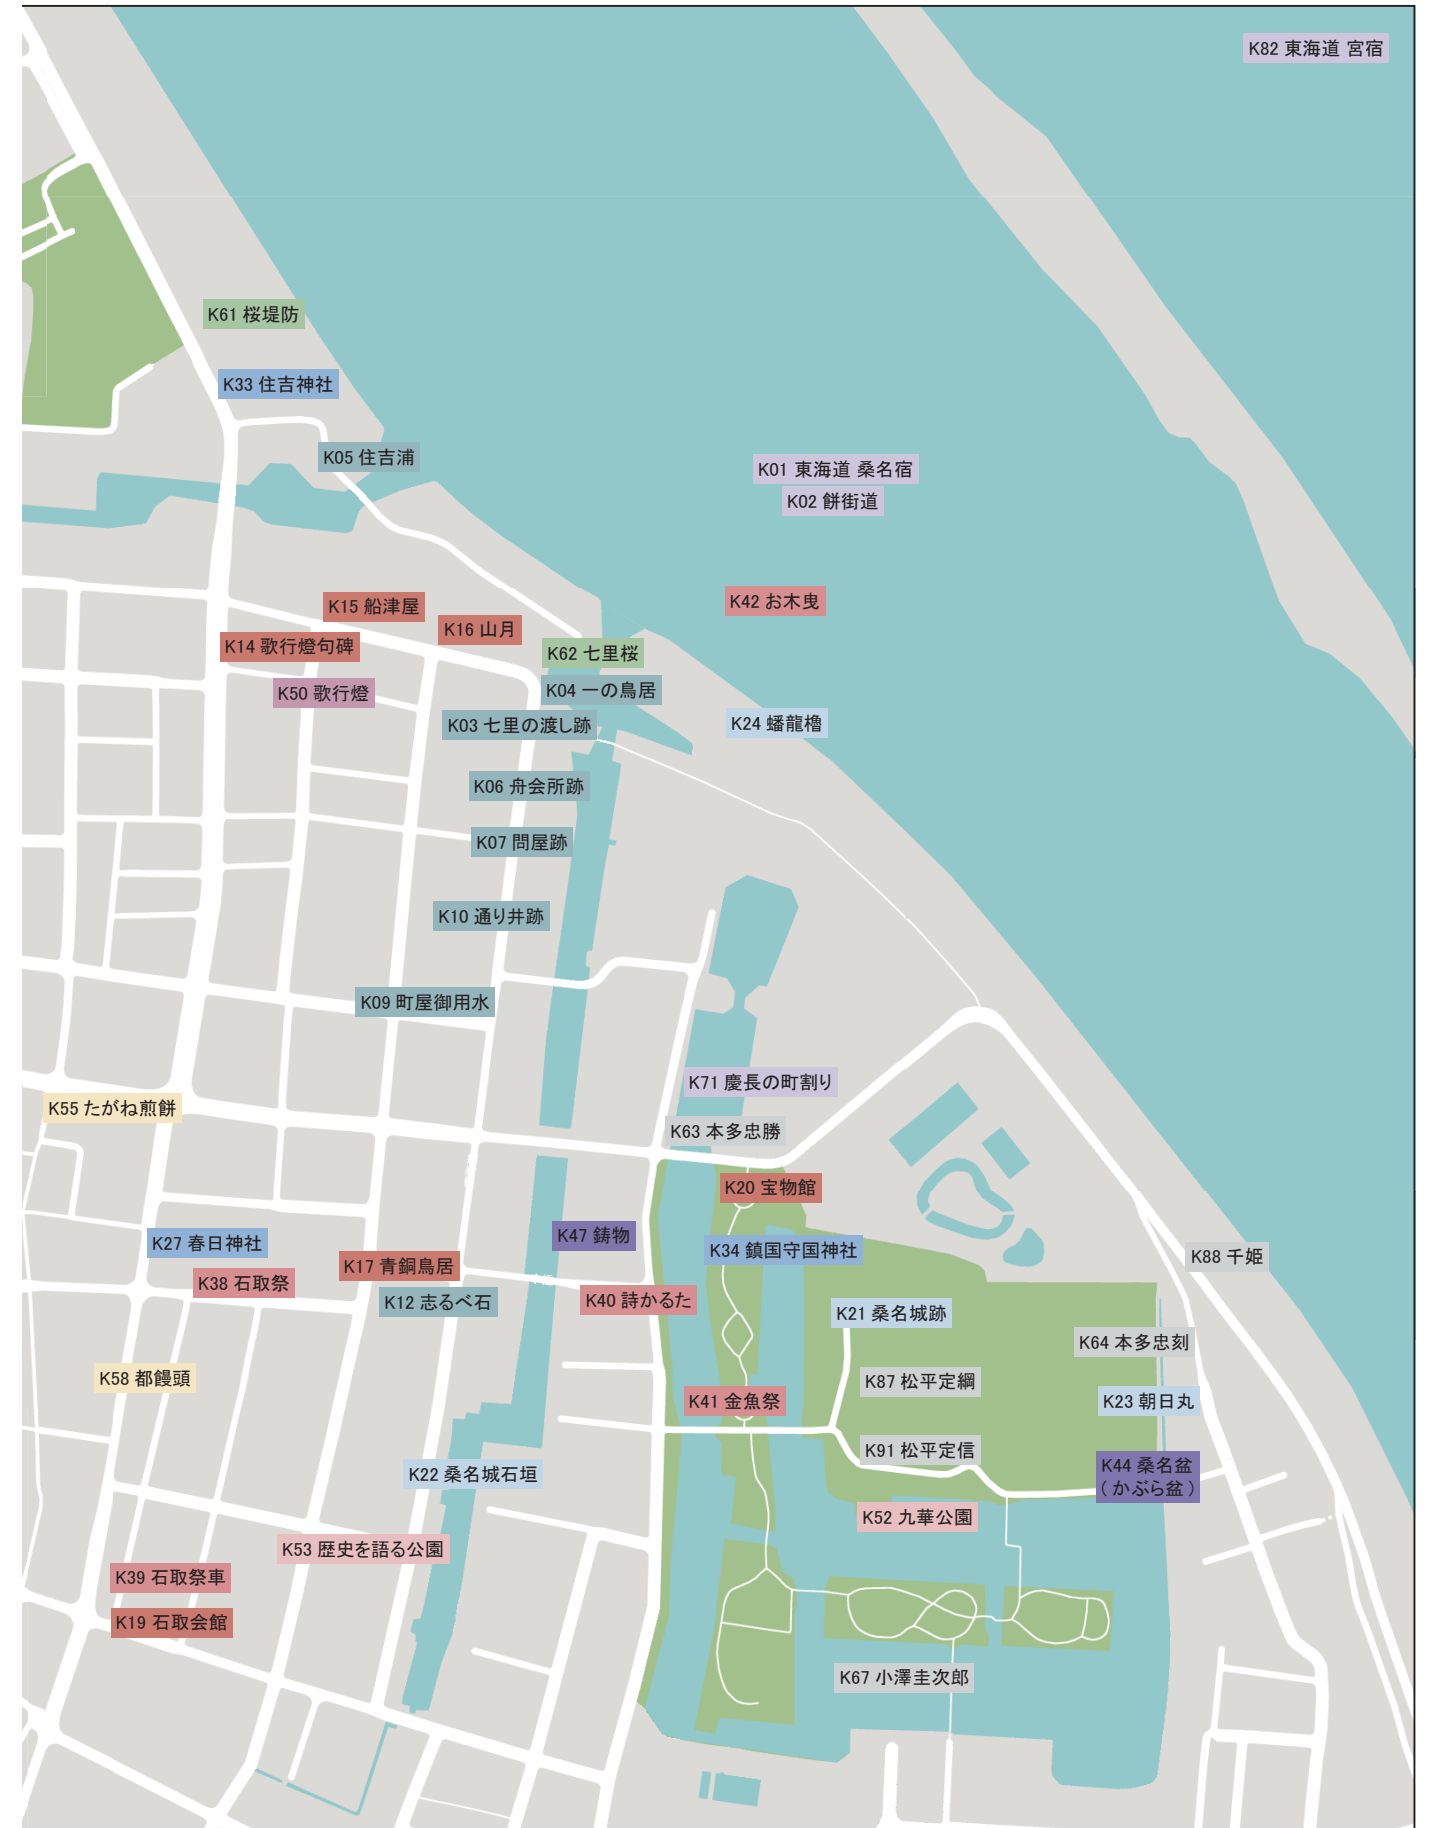 K82 東海道 宮宿
K61 桜堤防
K33 住吉神社
K05 住吉浦
K01 東海道 桑名宿
K02 餅街道
K42 お木曳
K15 船津屋
K16 山月
K14 歌行燈句碑
K62 七里桜
K50 歌行燈
K04 一の鳥居
K03 七里の渡し跡
K24 蟠龍櫓
K06 舟会所跡
K07 問屋跡
K10 通り井跡
K09 町屋御用水
K71 慶長の町割り
K55 たがね煎餅
K63 本多忠勝
K20 宝物館
K27 春日神社
K47 鋳物
K34 鎮国守国神社
K88 千姫
K17 青銅鳥居
K38 石取祭
K12 志るべ石
K40 詩かるた
K21 桑名城跡
K64 本多忠刻
K58 都饅頭
K87 松平定綱
K41 金魚祭
K23 朝日丸
K91 松平定信
K22 桑名城石垣
K44 桑名盆
（かぶら盆）
K52 九華公園
K53 歴史を語る公園
K39 石取祭車
K19 石取会館
K67 小澤圭次郎